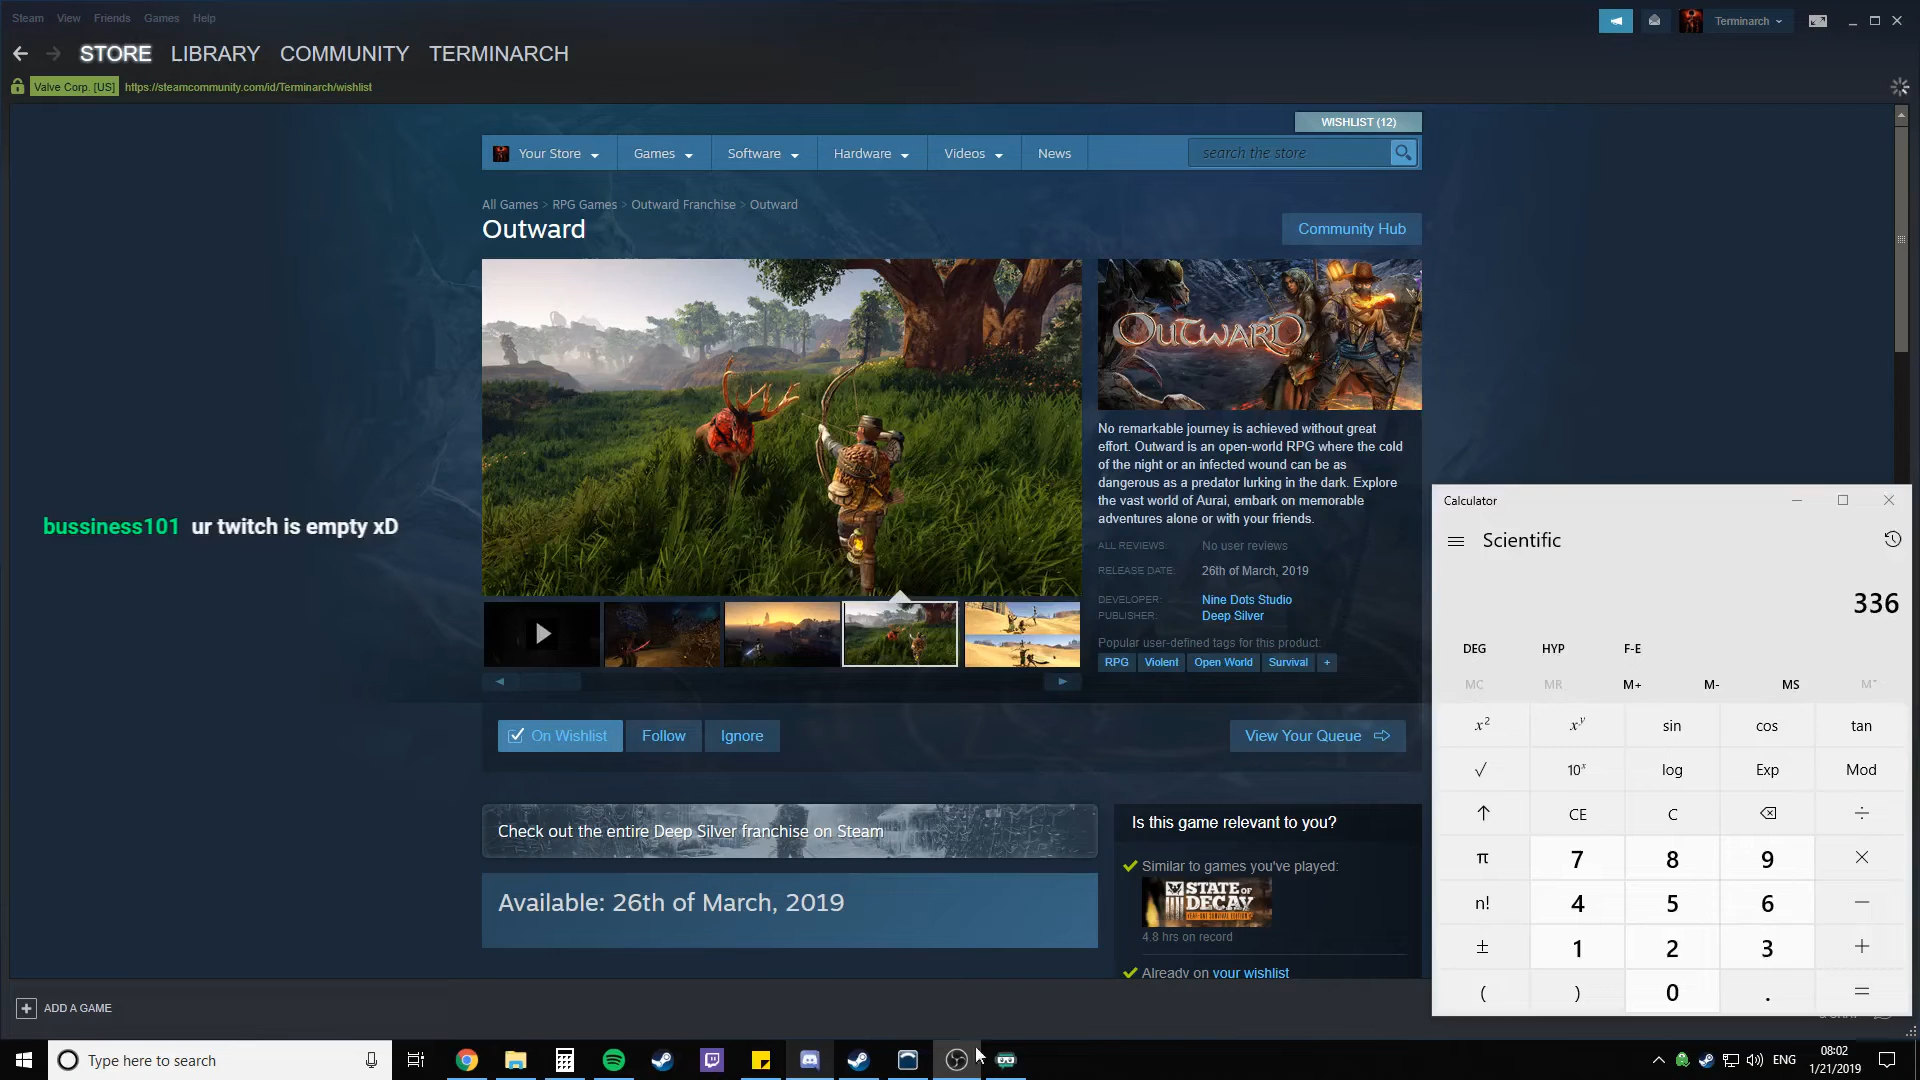 Steam View Friends Games Help
Terminarch
STORE LIBRARY COMMUNITY TERMINARCH
Valve Corp. [US] https://steamcommunity.com/id/Terminarch/wishlist
WISHLIST (12)
Your Store Games Software Hardware Videos News search the store
All Games > RPG Games > Outward Franchise > Outward
Outward
Community Hub
OUTWARD
No remarkable journey is achieved without great
effort. Outward is an open-world RPG where the cold
of the night or an infected wound can be as
dangerous as a predator lurking in the dark. Explore
the vast world of Aurai, embark on memorable
adventures alone or with your friends.
ALL REVIEWS: No user reviews
RELEASE DATE: 26th of March, 2019
DEVELOPER: Nine Dots Studio
PUBLISHER: Deep Silver
Popular user-defined tags for this product:
RPG Violent Open World Survival +
bussiness101 ur twitch is empty xD
On Wishlist Follow Ignore
View Your Queue
Check out the entire Deep Silver franchise on Steam
Available: 26th of March, 2019
Is this game relevant to you?
Similar to games you've played:
STATE OF
DECAY
YEAR-ONE SURVIVAL EDITION
4.8 hrs on record
Already on your wishlist
Calculator
Scientific
336
DEG HYP F-E
MC MR M+ M- MS M˅
x² xʸ sin cos tan
√ 10ˣ log Exp Mod
↑ CE C ⌫ ÷
π 7 8 9 ×
n! 4 5 6 −
± 1 2 3 +
( ) 0 . =
+ ADD A GAME
Type here to search
ENG
08:02
1/21/2019